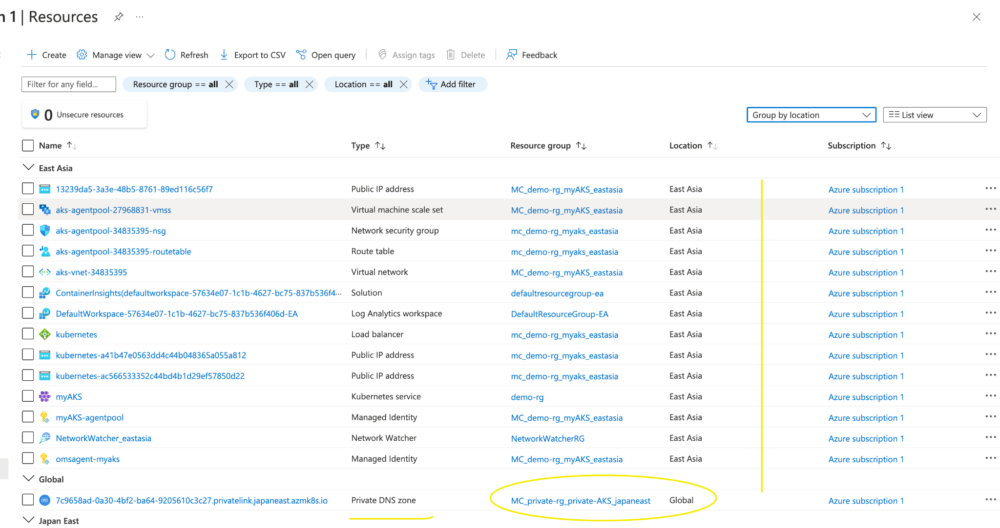 n 1 | Resources ...
Create Manage view Refresh Export to CSV Open query Assign tags Delete Feedback
Filter for any field... Resource group == all Type == all Location == all Add filter
0 Unsecure resources Group by location List view
Name Type Resource group Location Subscription
East Asia
13239da5-3a3e-48b5-8761-89ed116c56f7 Public IP address MC_demo-rg_myAKS_eastasia East Asia Azure subscription 1
aks-agentpool-27968831-vmss Virtual machine scale set MC_demo-rg_myAKS_eastasia East Asia Azure subscription 1
aks-agentpool-34835395-nsg Network security group mc_demo-rg_myaks_eastasia East Asia Azure subscription 1
aks-agentpool-34835395-routetable Route table mc_demo-rg_myaks_eastasia East Asia Azure subscription 1
aks-vnet-34835395 Virtual network MC_demo-rg_myAKS_eastasia East Asia Azure subscription 1
ContainerInsights(defaultworkspace-57634e07-1c1b-4627-bc75-837b536f4... Solution defaultresourcegroup-ea East Asia Azure subscription 1
DefaultWorkspace-57634e07-1c1b-4627-bc75-837b536f406d-EA Log Analytics workspace DefaultResourceGroup-EA East Asia Azure subscription 1
kubernetes Load balancer mc_demo-rg_myaks_eastasia East Asia Azure subscription 1
kubernetes-a41b47e0563dd4c44b048365a055a812 Public IP address mc_demo-rg_myaks_eastasia East Asia Azure subscription 1
kubernetes-ac566533352c44bd4b1d29ef57850d22 Public IP address mc_demo-rg_myaks_eastasia East Asia Azure subscription 1
myAKS Kubernetes service demo-rg East Asia Azure subscription 1
myAKS-agentpool Managed Identity MC_demo-rg_myAKS_eastasia East Asia Azure subscription 1
NetworkWatcher_eastasia Network Watcher NetworkWatcherRG East Asia Azure subscription 1
omsagent-myaks Managed Identity MC_demo-rg_myAKS_eastasia East Asia Azure subscription 1
Global
DNS 7c9658ad-0a30-4bf2-ba64-9205610c3c27.privatelink.japaneast.azmk8s.io Private DNS zone MC_private-rg_private-AKS_japaneast Global Azure subscription 1
Japan East